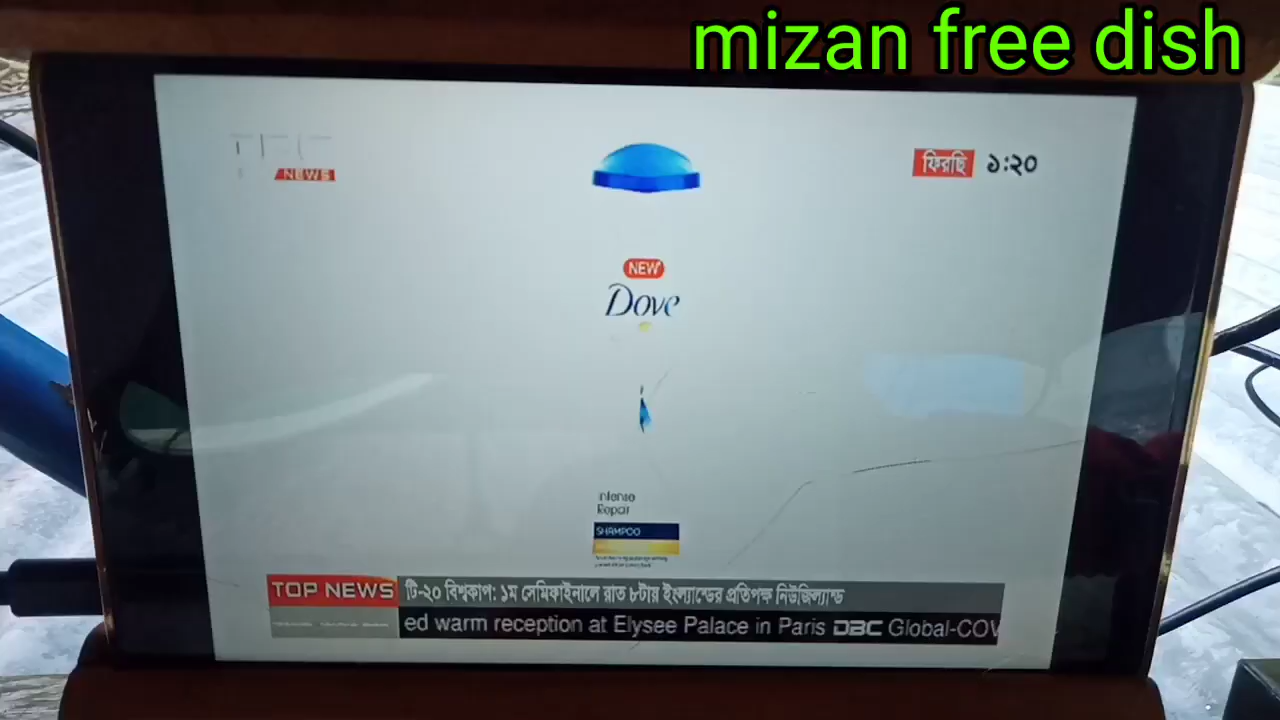 mizan free dish
NEWS
ফিরছি ১:২০
NEW
Dove
Intense
Repair
SHAMPOO
TOP NEWS টি-২০ বিশ্বকাপ: ১ম সেমিফাইনালে রাত ৮টায় ইংল্যান্ডের প্রতিপক্ষ নিউজিল্যান্ড
ed warm reception at Elysee Palace in Paris DBC Global-COV